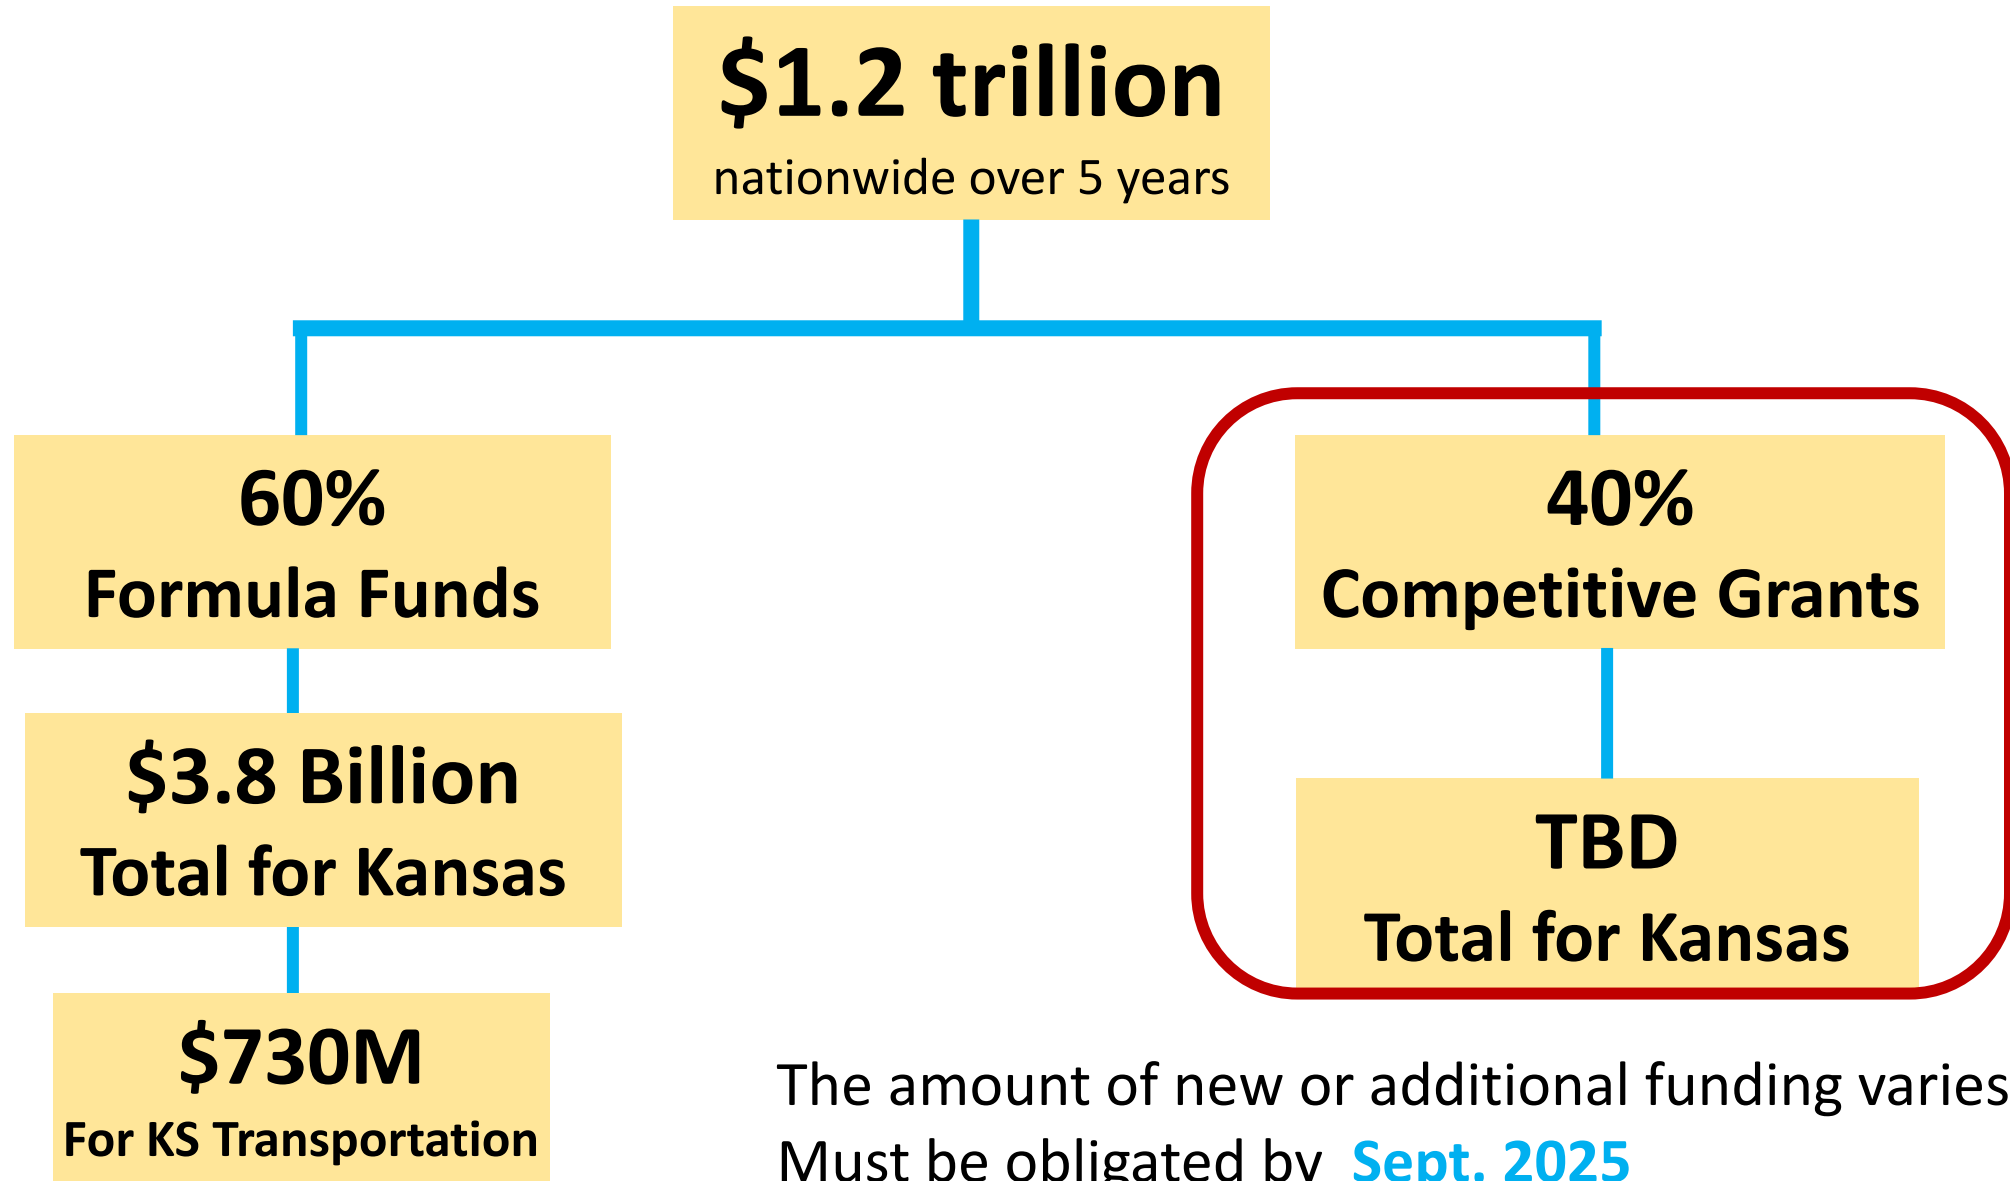 $1.2 trillion
nationwide over 5 years
60%
Formula Funds
$3.8 Billion
Total for Kansas
$730M
For KS Transportation
40%
Competitive Grants
TBD
Total for Kansas
The amount of new or additional funding varies
Must be obligated by Sept. 2025